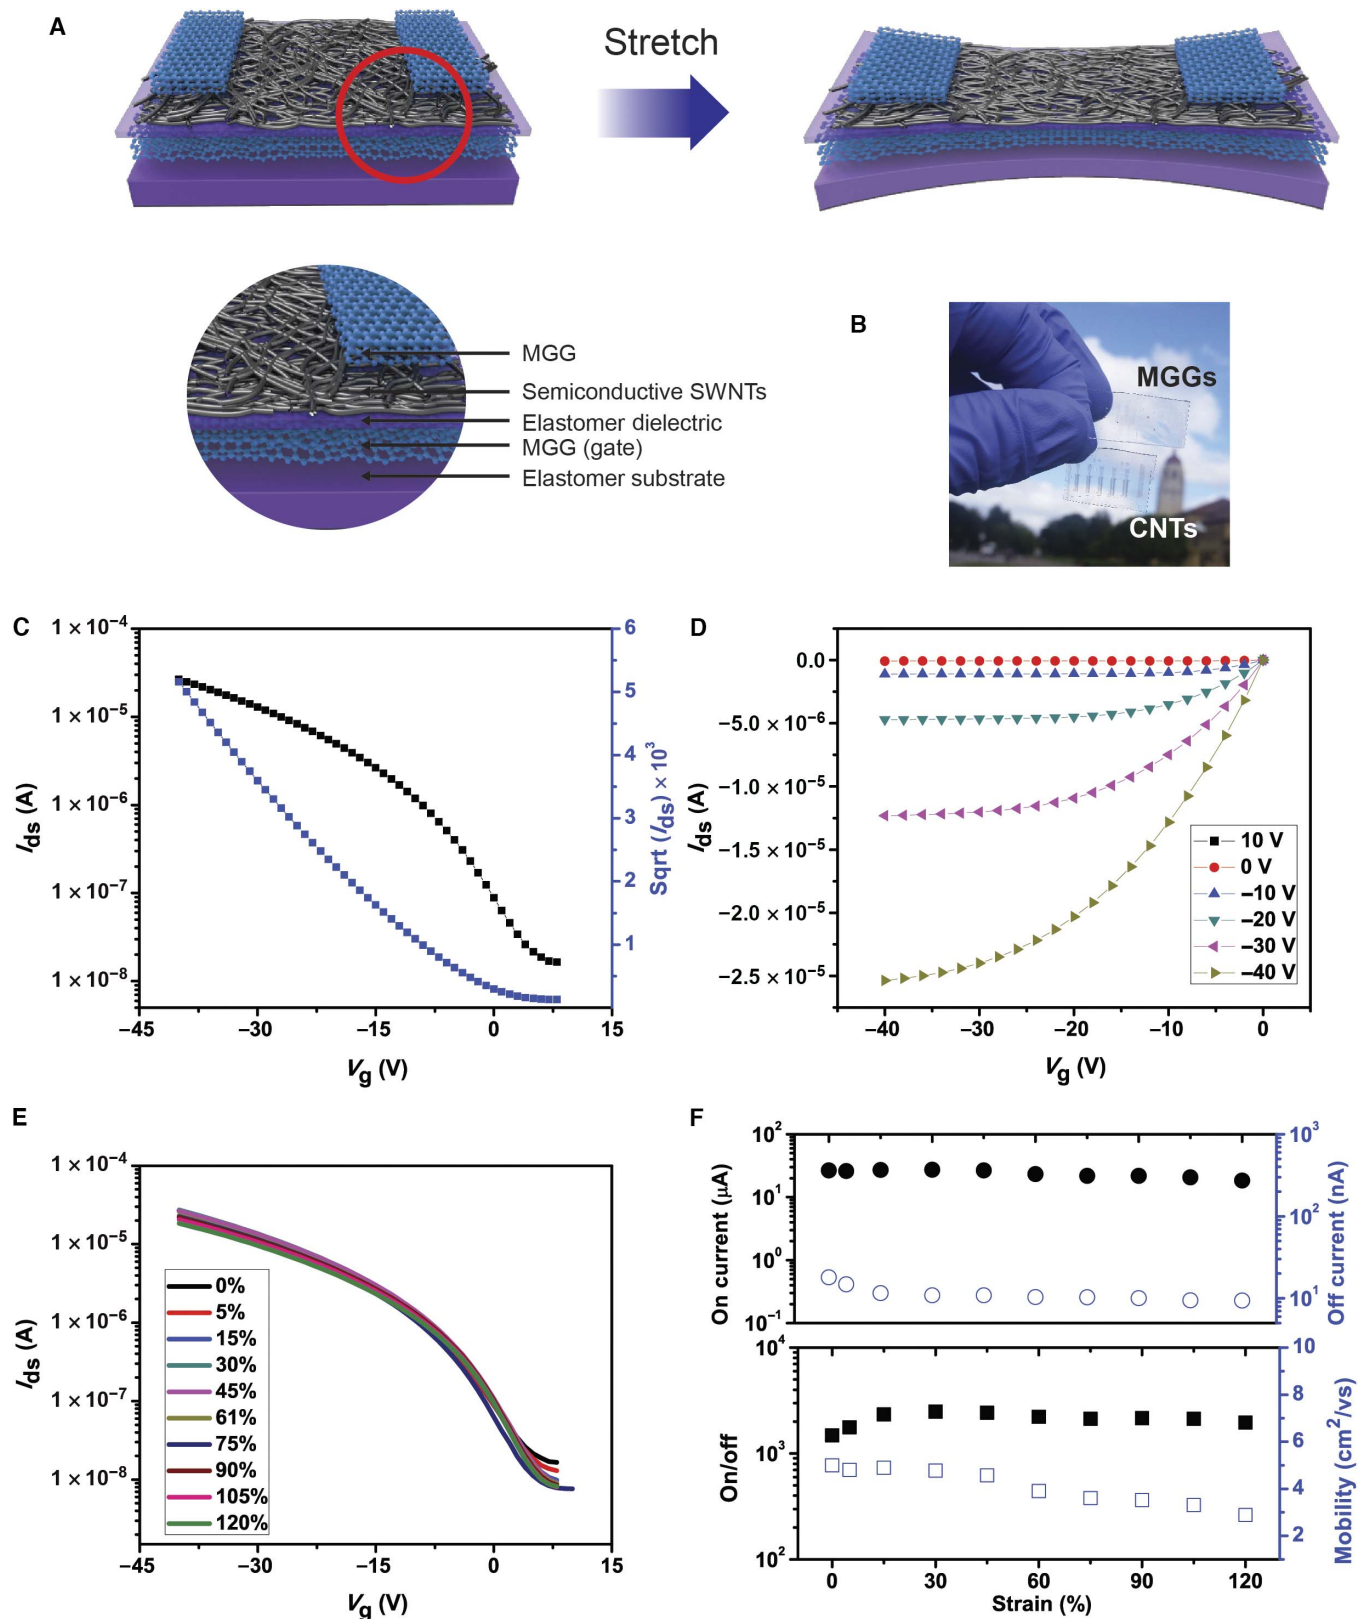 A
Stretch
MGG
Semiconductive SWNTs
Elastomer dielectric
MGG (gate)
Elastomer substrate
B
MGGs
CNTs
C
1 × 10⁻⁴
1 × 10⁻⁵
1 × 10⁻⁶
1 × 10⁻⁷
1 × 10⁻⁸
Ids (A)
6
5
4
3
2
1
Sqrt (Ids) × 10³
−45 −30 −15 0 15
Vg (V)
D
0.0
−5.0 × 10⁻⁶
−1.0 × 10⁻⁵
−1.5 × 10⁻⁵
−2.0 × 10⁻⁵
−2.5 × 10⁻⁵
Ids (A)
10 V
0 V
−10 V
−20 V
−30 V
−40 V
−40 −30 −20 −10 0
Vg (V)
E
1 × 10⁻⁴
1 × 10⁻⁵
1 × 10⁻⁶
1 × 10⁻⁷
1 × 10⁻⁸
Ids (A)
0%
5%
15%
30%
45%
61%
75%
90%
105%
120%
−45 −30 −15 0 15
Vg (V)
F
10²
10¹
10⁰
10⁻¹
On current (μA)
10³
10²
10¹
Off current (nA)
10⁴
10³
10²
On/off
10
8
6
4
2
Mobility (cm²/vs)
0 30 60 90 120
Strain (%)